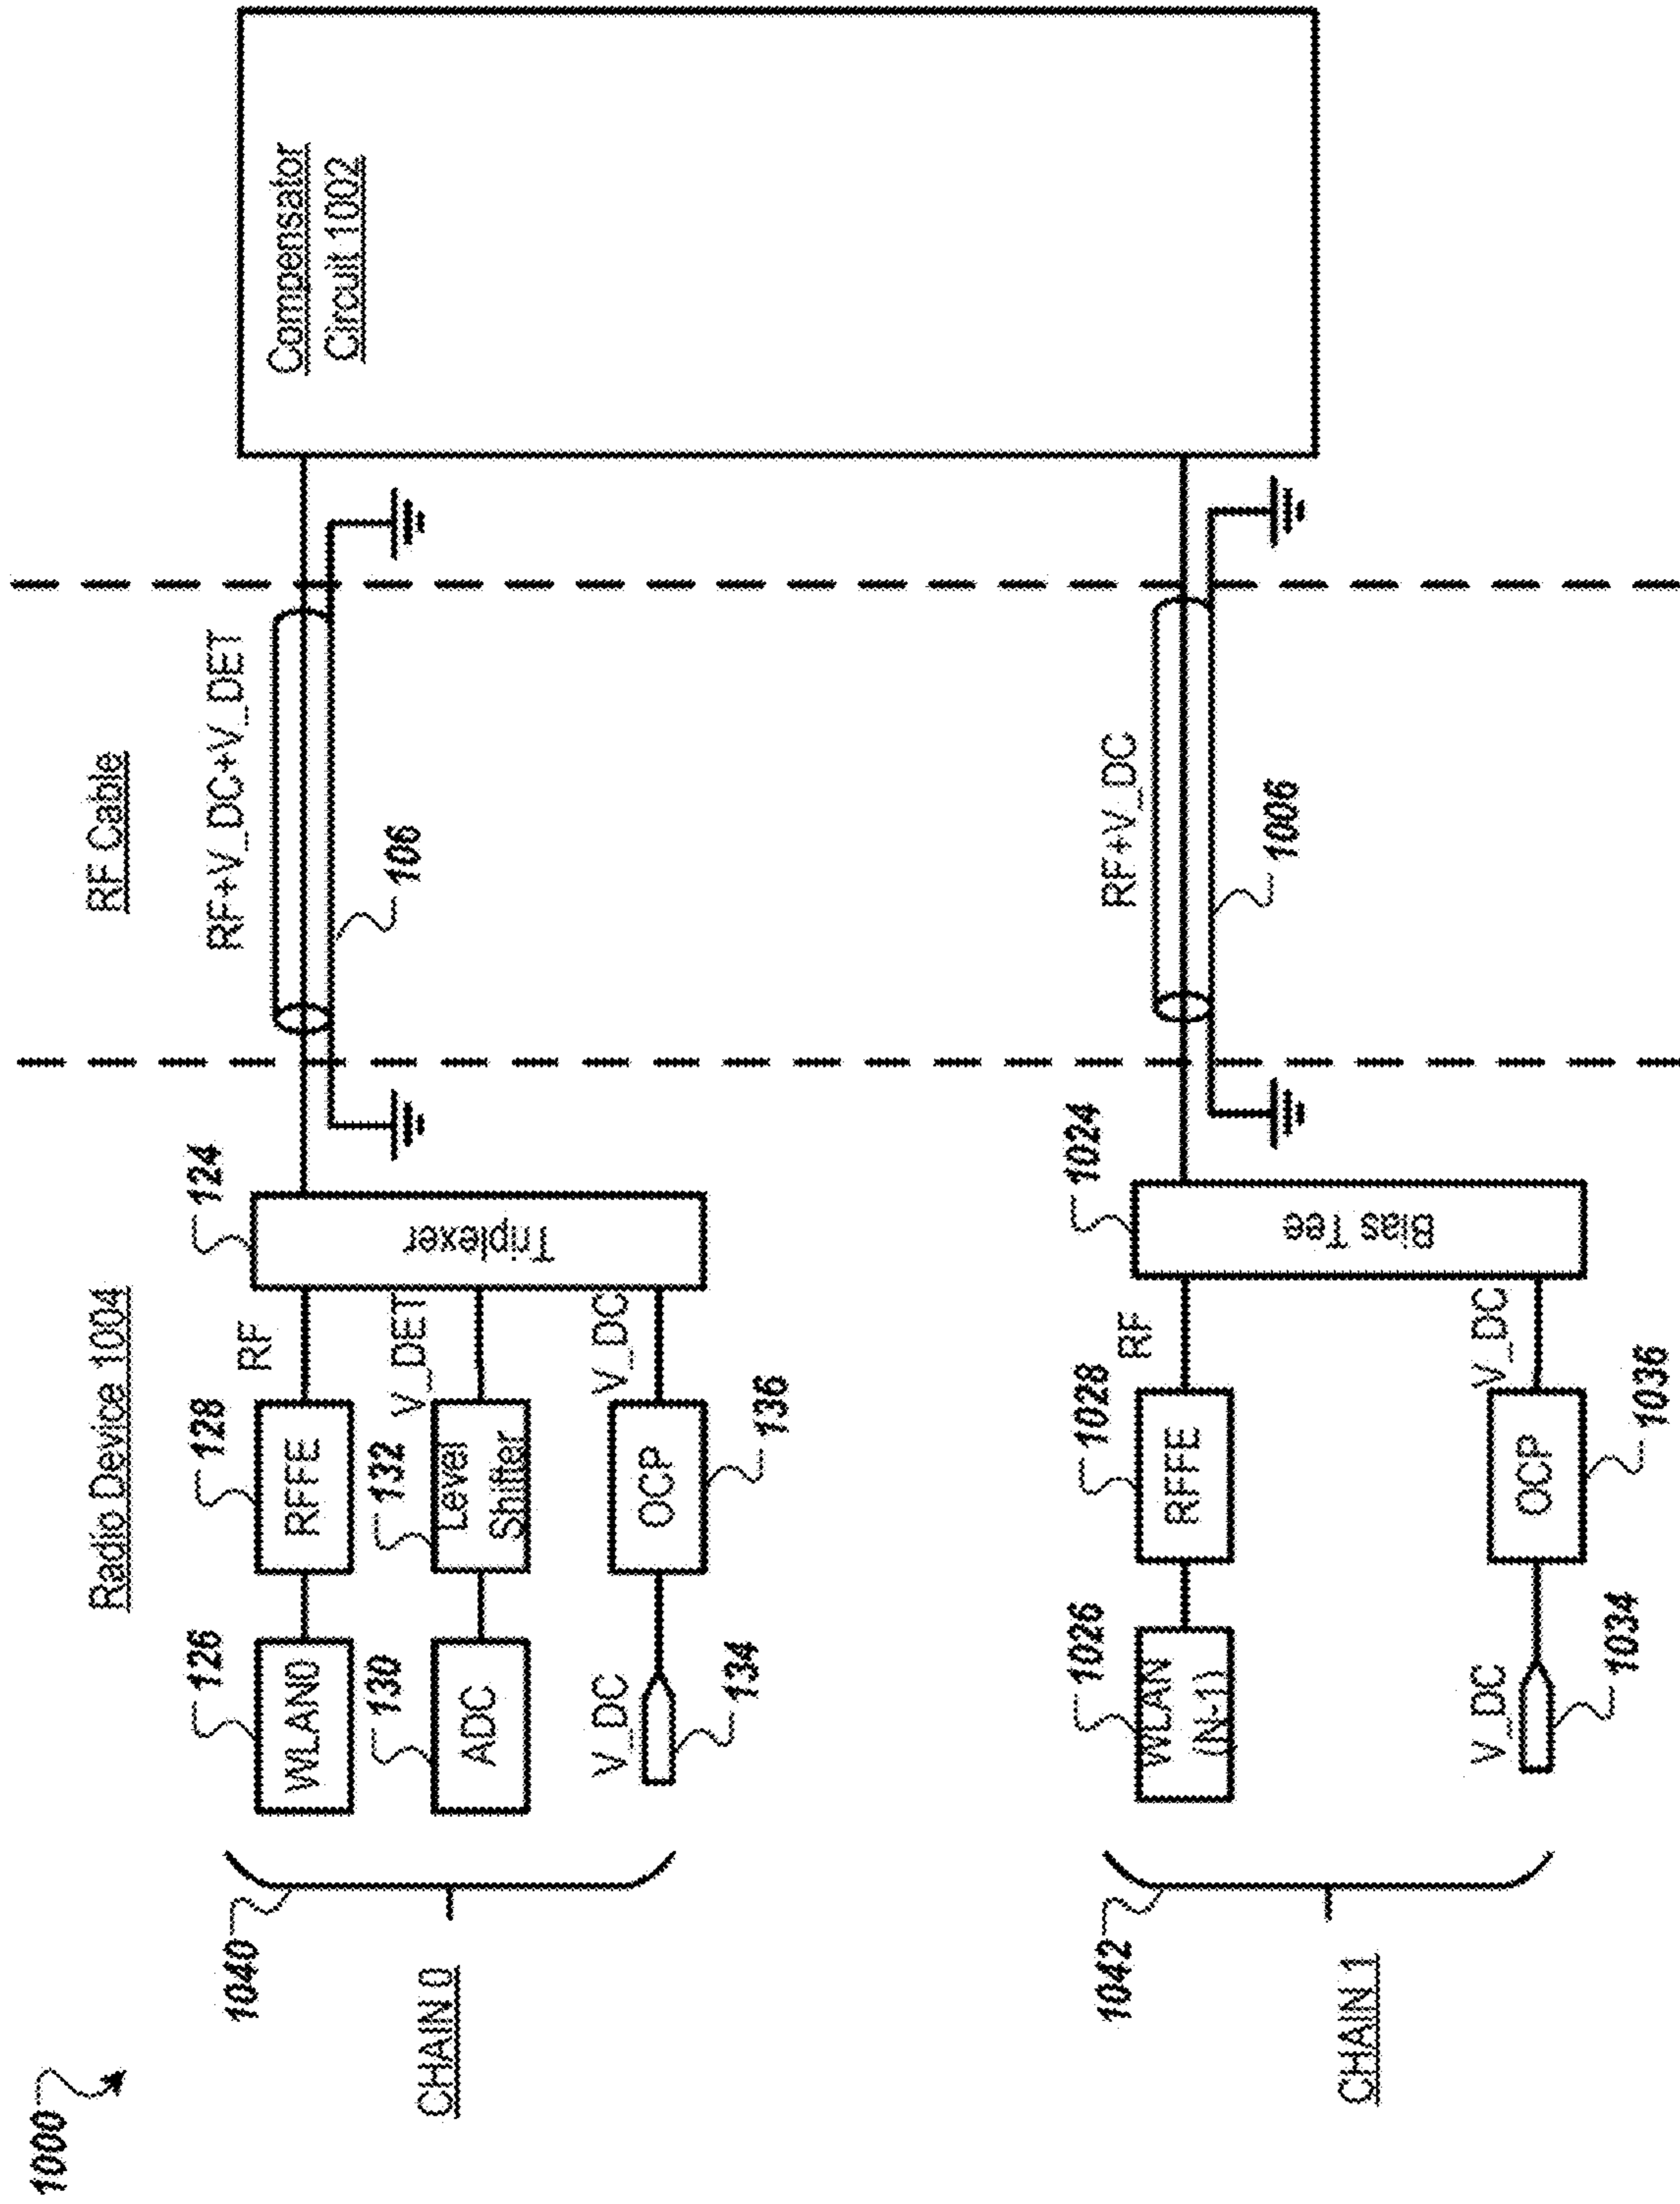 1000
Radio Device 1004
RF Cable
Compensator
Circuit 1002
1040
CHAIN 0
126
WLAN0
128
RFFE
RF
124
Triplexer
RF+V_DC+V_DET
106
130
ADC
132
Level
Shifter
V_DET
V_DC
134
OCP
136
V_DC
1042
CHAIN 1
1026
WLAN
(N-1)
1028
RFFE
RF
1024
Bias Tee
RF+V_DC
1006
V_DC
1034
OCP
1036
V_DC